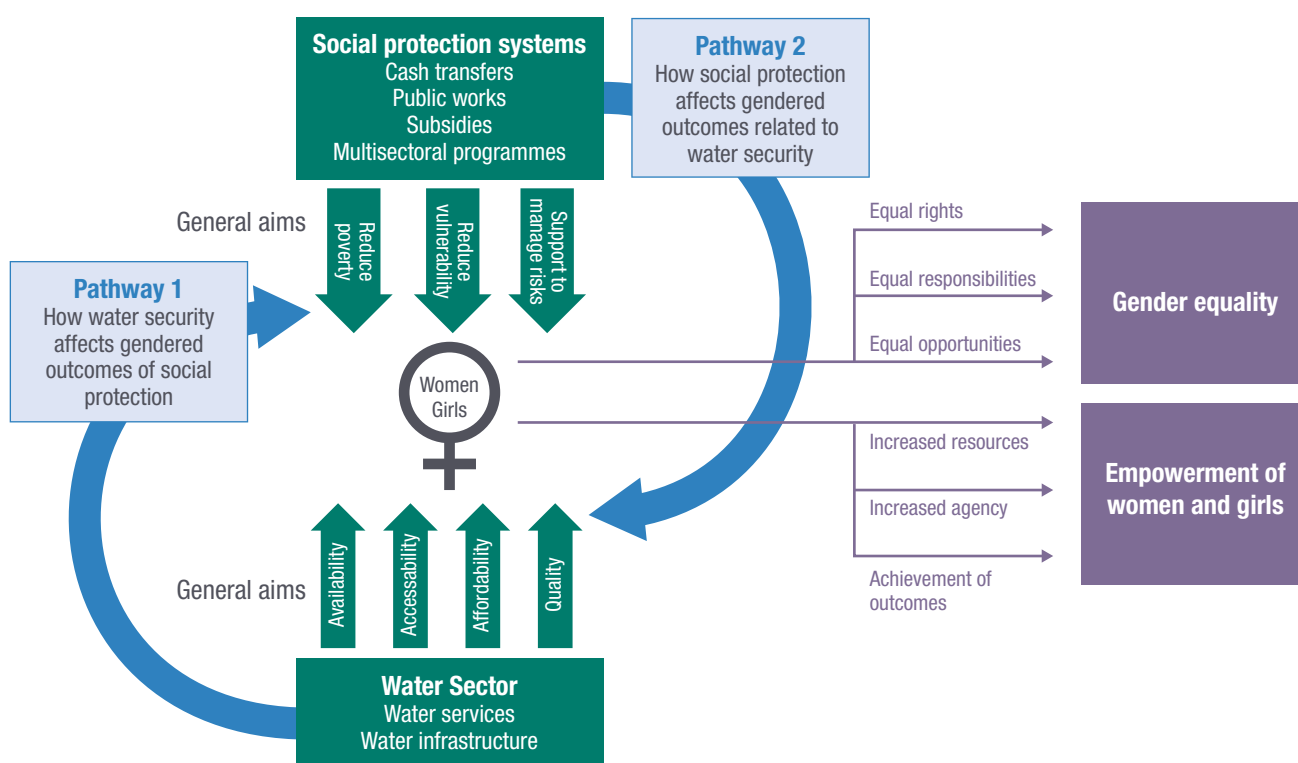 Social protection systems
Cash transfers
Public works
Subsidies
Multisectoral programmes
Pathway 2
How social protection
affects gendered
outcomes related to
water security
General aims
Reduce
poverty
Reduce
vulnerability
Support to
manage risks
Pathway 1
How water security
affects gendered
outcomes of social
protection
Women
Girls
Equal rights
Equal responsibilities
Equal opportunities
Gender equality
Increased resources
Increased agency
Achievement of
outcomes
Empowerment of
women and girls
General aims
Availability
Accessability
Affordability
Quality
Water Sector
Water services
Water infrastructure